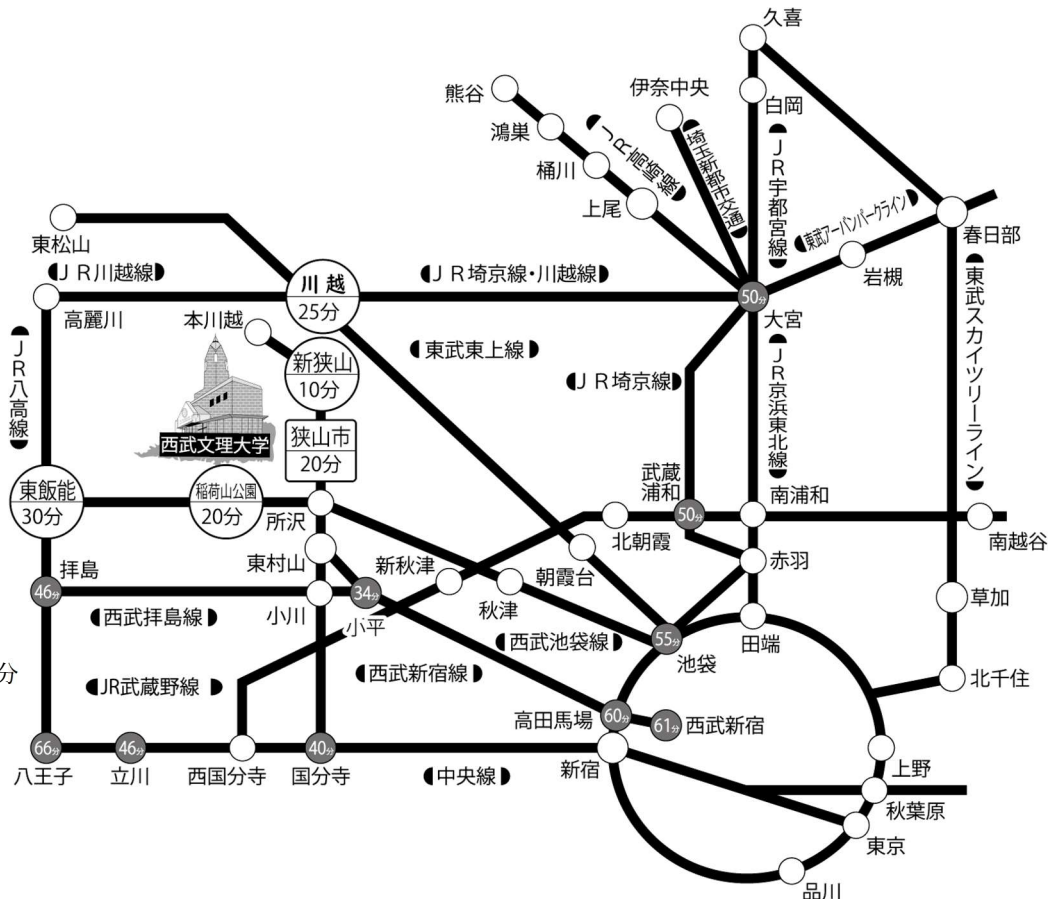 久喜
熊谷
伊奈中央
白岡
鴻巣
JR高崎線
埼玉新都市交通
JR宇都宮線
桶川
上尾
東武アーバンパークライン
春日部
東松山
岩槻
JR川越線
川越
25分
JR埼京線・川越線
50分
大宮
高麗川
本川越
東武スカイツリーライン
新狭山
10分
東武東上線
JR埼京線
JR京浜東北線
JR八高線
西武文理大学
狭山市
20分
武蔵
浦和
東飯能
30分
稲荷山公園
20分
所沢
50分
南浦和
北朝霞
南越谷
東村山
新秋津
朝霞台
赤羽
拝島
46分
小川
34分
秋津
草加
西武拝島線
小平
西武池袋線
55分
池袋
田端
分
JR武蔵野線
西武新宿線
北千住
高田馬場
60分
61分
西武新宿
66分
46分
40分
八王子
立川
西国分寺
国分寺
中央線
新宿
上野
秋葉原
東京
品川